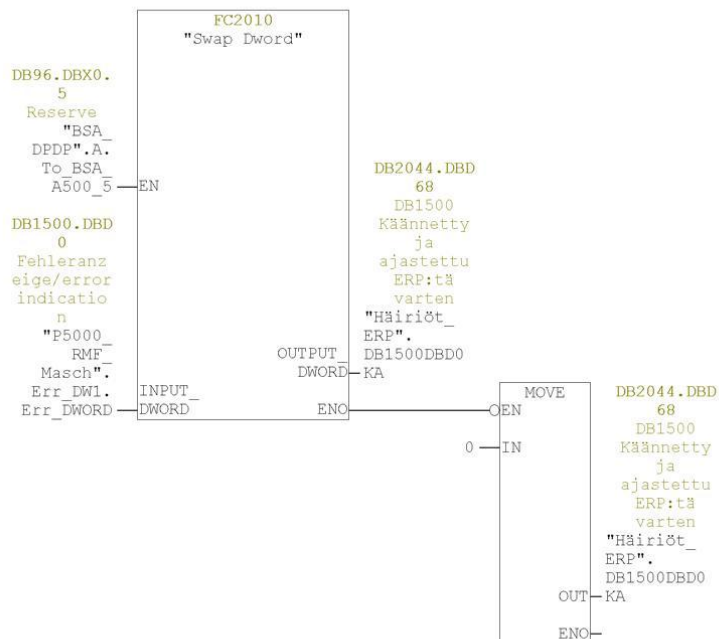 FC2010
"Swap Dword"
DB96.DBX0.
5
Reserve
"BSA_
DPDP".A.
To_BSA_
A500_5
EN
DB1500.DBD
0
Fehleranz
eige/error
indicatio
n
"P5000_
RMF_
Masch".
Err_DW1.
Err_DWORD
INPUT_
DWORD
DB2044.DBD
68
DB1500
Käännetty
ja
ajastettu
ERP:tä
varten
"Häiriöt_
ERP".
DB1500DBD0
KA
OUTPUT_
DWORD
ENO
MOVE
EN
0
IN
DB2044.DBD
68
DB1500
Käännetty
ja
ajastettu
ERP:tä
varten
"Häiriöt_
ERP".
DB1500DBD0
KA
OUT
ENO